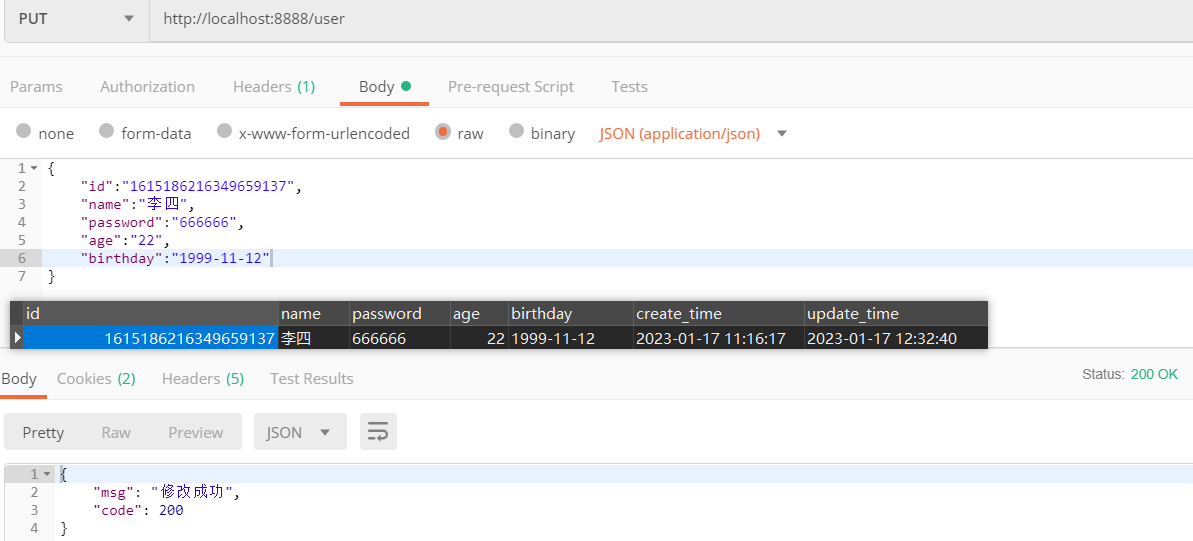 PUT http://localhost:8888/user
Params Authorization Headers (1) Body Pre-request Script Tests
none form-data x-www-form-urlencoded raw binary JSON (application/json)
1 {
2 "id":"1615186216349659137",
3 "name":"李四",
4 "password":"666666",
5 "age":"22",
6 "birthday":"1999-11-12"
7 }
id name password age birthday create_time update_time
1615186216349659137 李四 666666 22 1999-11-12 2023-01-17 11:16:17 2023-01-17 12:32:40
Body Cookies (2) Headers (5) Test Results Status: 200 OK
Pretty Raw Preview JSON
1 {
2 "msg": "修改成功",
3 "code": 200
4 }